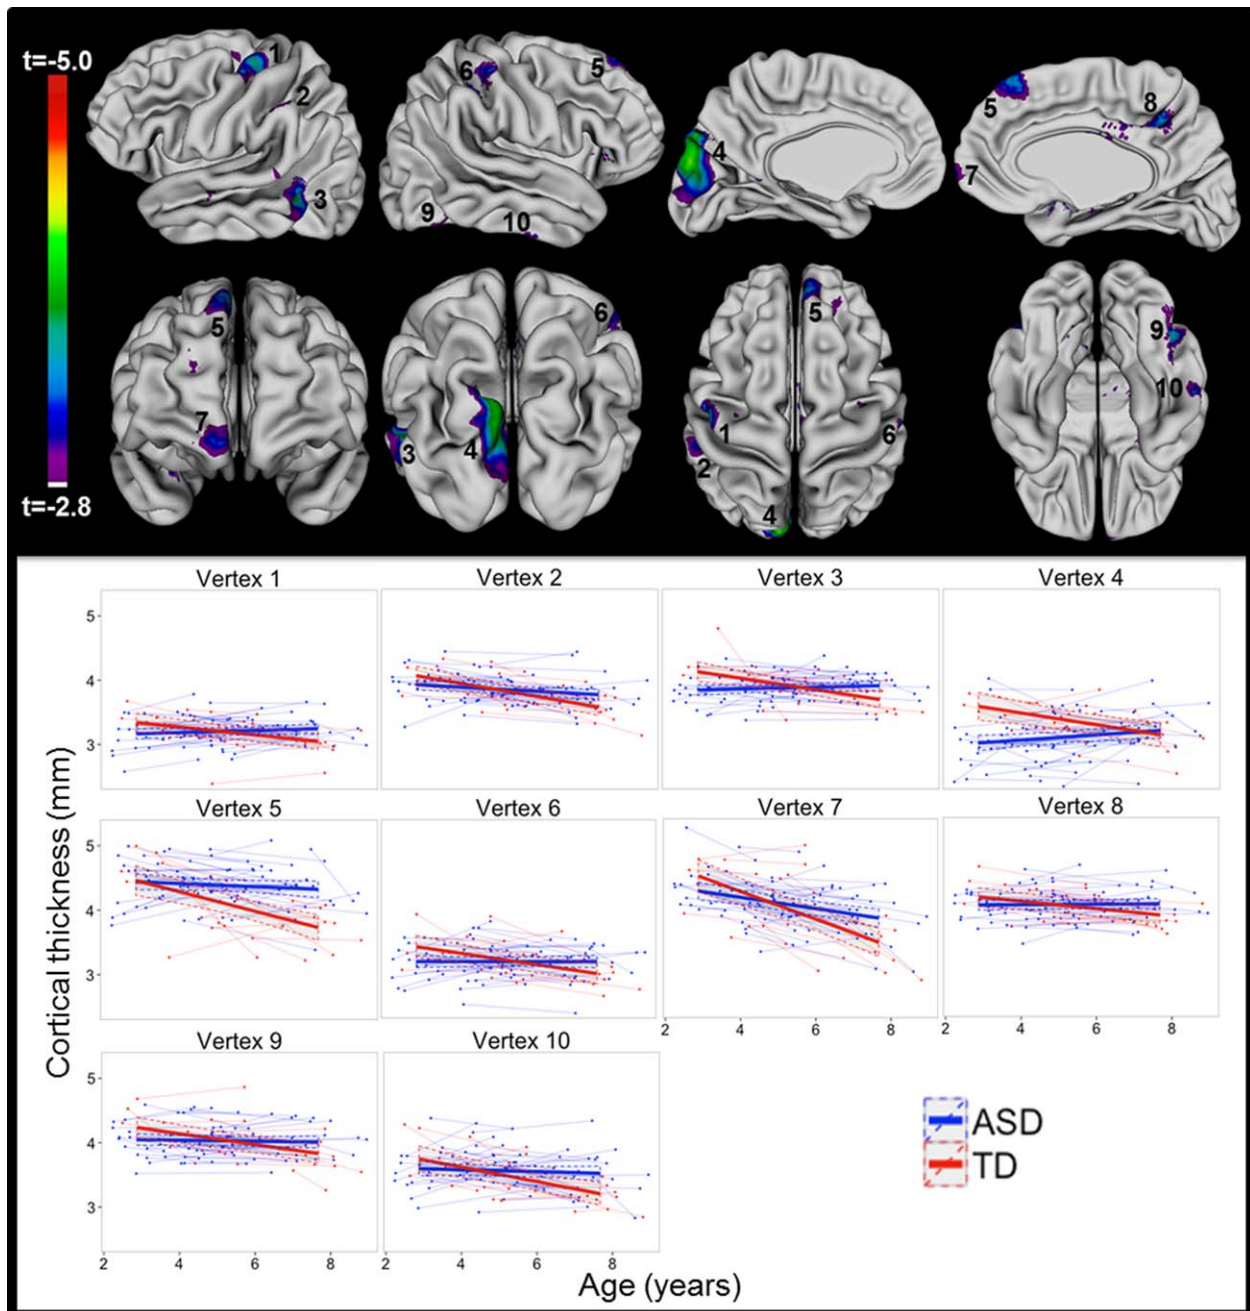 t=-5.0
1
2
3
6
5
9
10
4
5
8
7
t=-2.8
5
7
6
3
4
5
1
2
6
4
9
10
Vertex 1
Vertex 2
Vertex 3
Vertex 4
5
4
3
Vertex 5
Vertex 6
Vertex 7
Vertex 8
5
4
3
2 4 6 8
2 4 6 8
Vertex 9
Vertex 10
5
4
3
2 4 6 8
2 4 6 8
Cortical thickness (mm)
Age (years)
ASD
TD